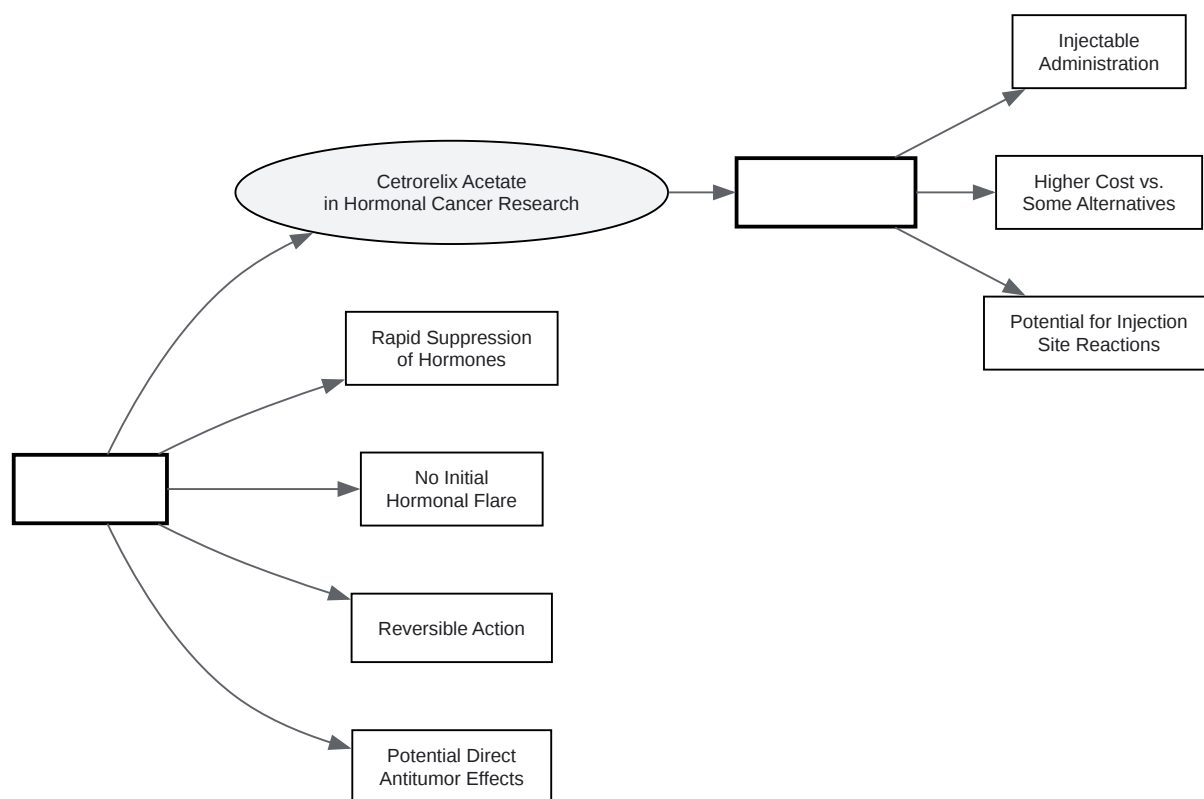 Injectable
Administration
Cetrorelix Acetate
in Hormonal Cancer Research
Higher Cost vs.
Some Alternatives
Potential for Injection
Site Reactions
Rapid Suppression
of Hormones
No Initial
Hormonal Flare
Reversible Action
Potential Direct
Antitumor Effects